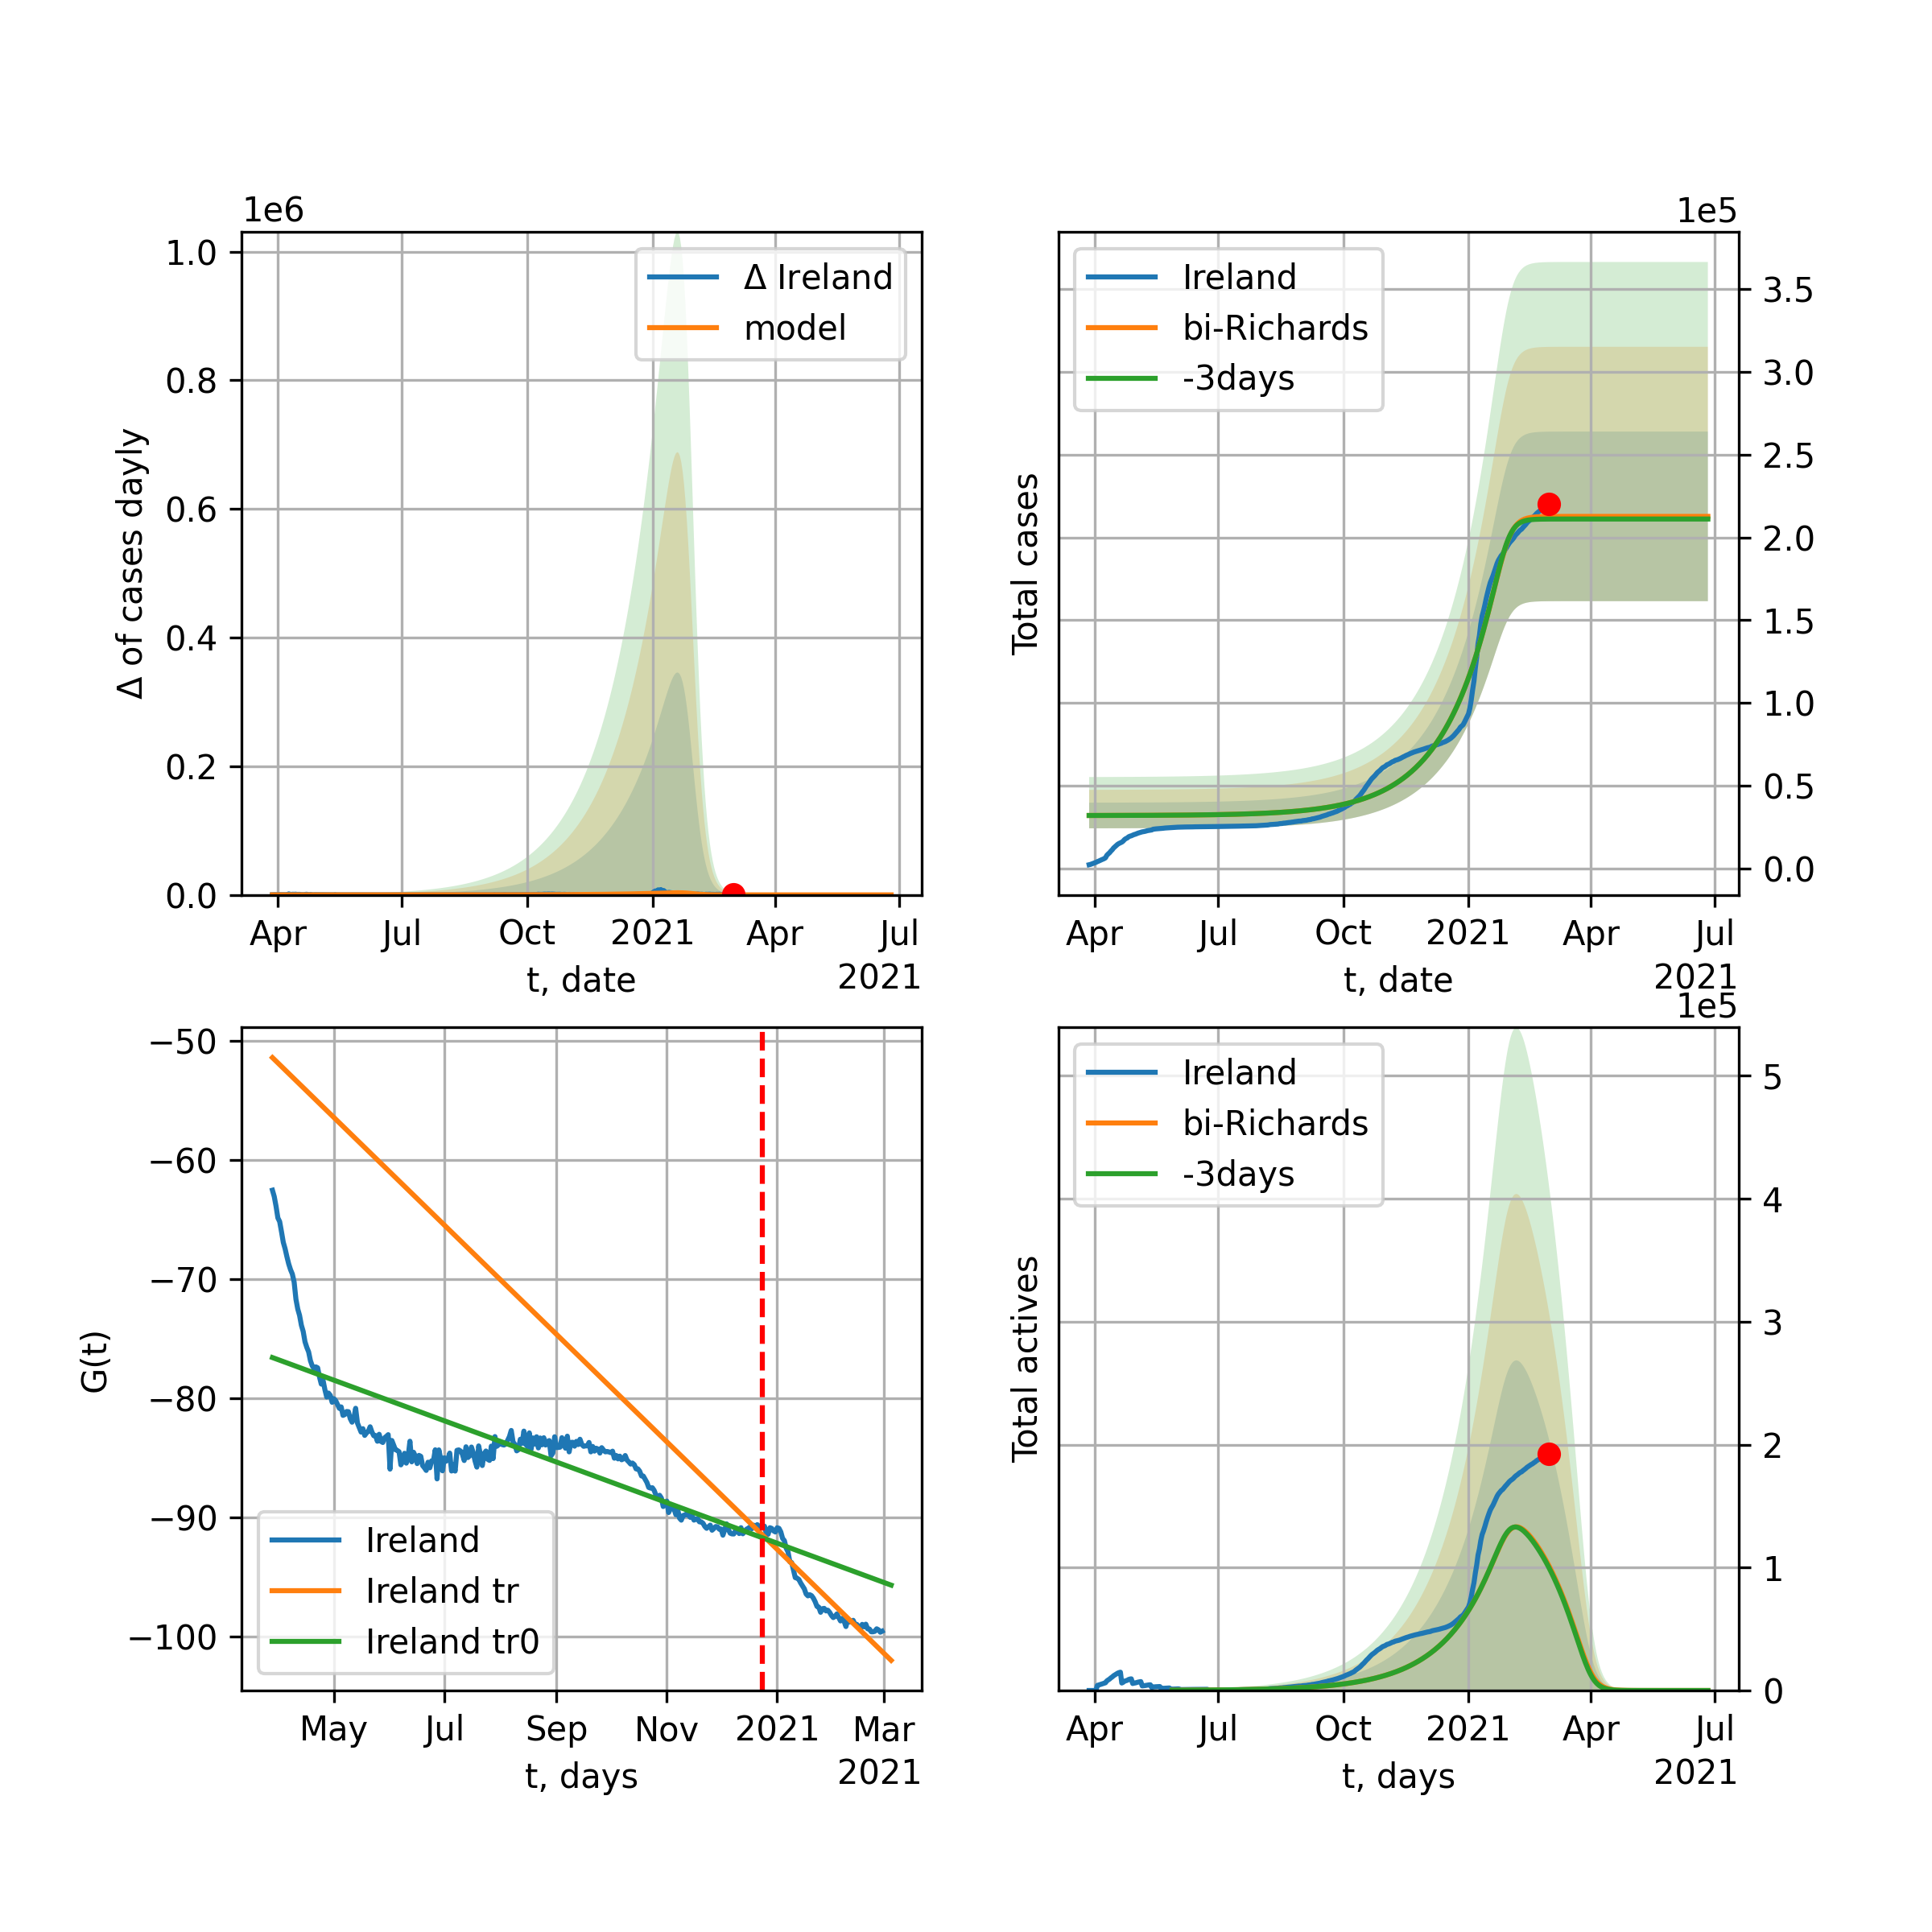 1e6
Δ of cases dayly
1.0
0.8
0.6
0.4
0.2
0.0
Δ Ireland
model
Apr Jul Oct 2021 Apr Jul
t, date
2021
1e5
Total cases
Ireland
bi-Richards
-3days
3.5
3.0
2.5
2.0
1.5
1.0
0.5
0.0
Apr Jul Oct 2021 Apr Jul
t, date
2021
G(t)
−50
−60
−70
−80
−90
−100
Ireland
Ireland tr
Ireland tr0
May Jul Sep Nov 2021 Mar
t, days
2021
1e5
Total actives
Ireland
bi-Richards
-3days
5
4
3
2
1
0
Apr Jul Oct 2021 Apr Jul
t, days
2021